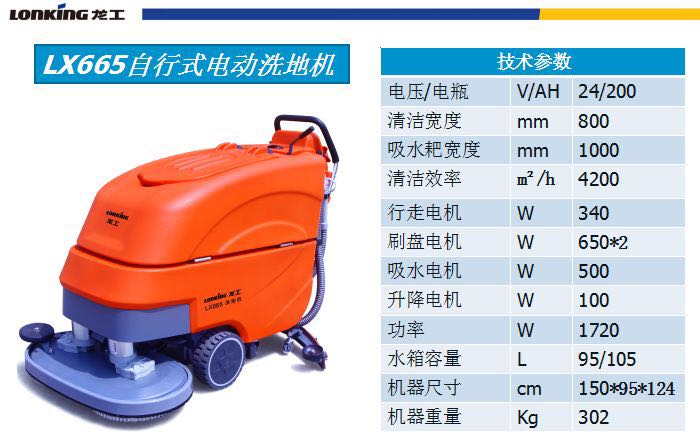 LONKING 龙工
LX665自行式电动洗地机
技术参数
电压/电瓶 V/AH 24/200
清洁宽度 mm 800
吸水耙宽度 mm 1000
清洁效率 m²/h 4200
行走电机 W 340
刷盘电机 W 650*2
吸水电机 W 500
升降电机 W 100
功率 W 1720
水箱容量 L 95/105
机器尺寸 cm 150*95*124
机器重量 Kg 302
LONKING
龙工
LONKING 龙工
LX665 洗地机